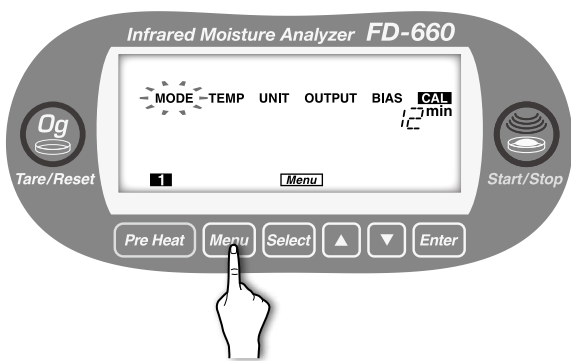 Infrared Moisture Analyzer FD-660
MODE TEMP UNIT OUTPUT BIAS CAL
12 min
0g
Tare/Reset
Start/Stop
1 Menu
Pre Heat Menu Select ▲ ▼ Enter